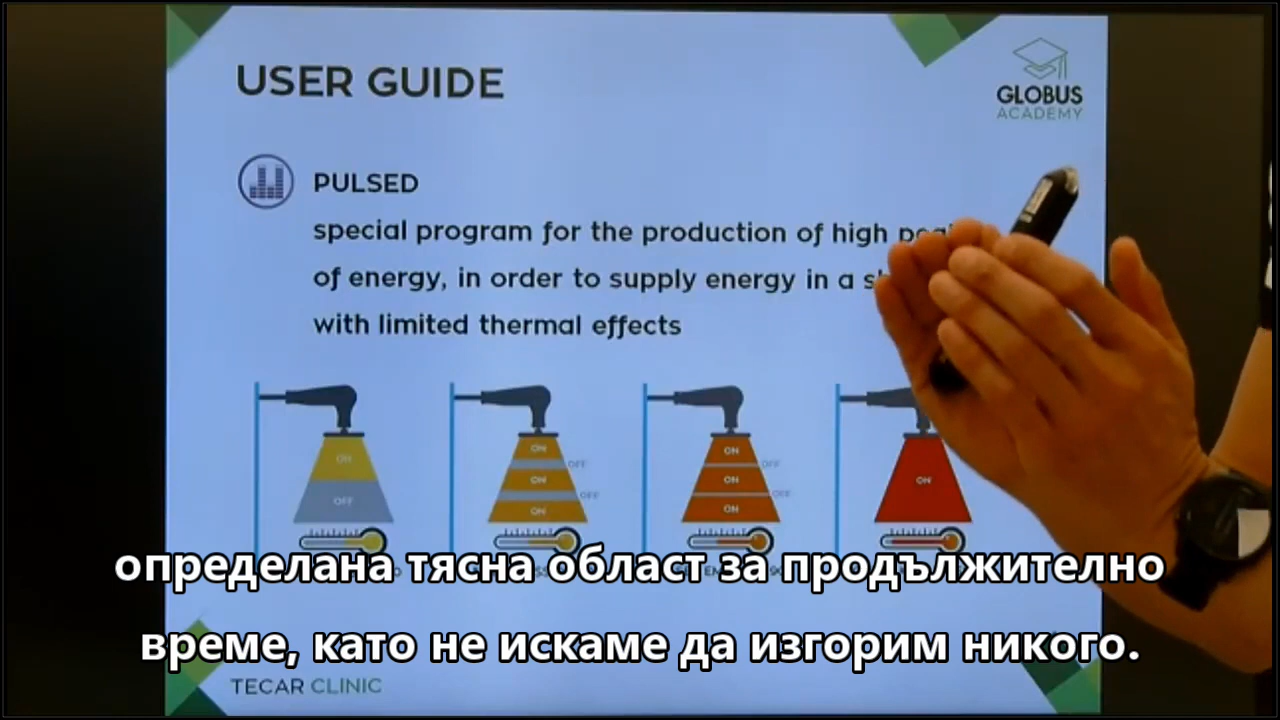 USER GUIDE
GLOBUS
ACADEMY
PULSED
special program for the production of high
of energy, in order to supply energy in a
with limited thermal effects
ON
OFF
ON
OFF
ON
OFF
ON
ON
OFF
ON
OFF
ON
ON
определана тясна област за продължително
време, като не искаме да изгорим никого.
TECAR CLINIC